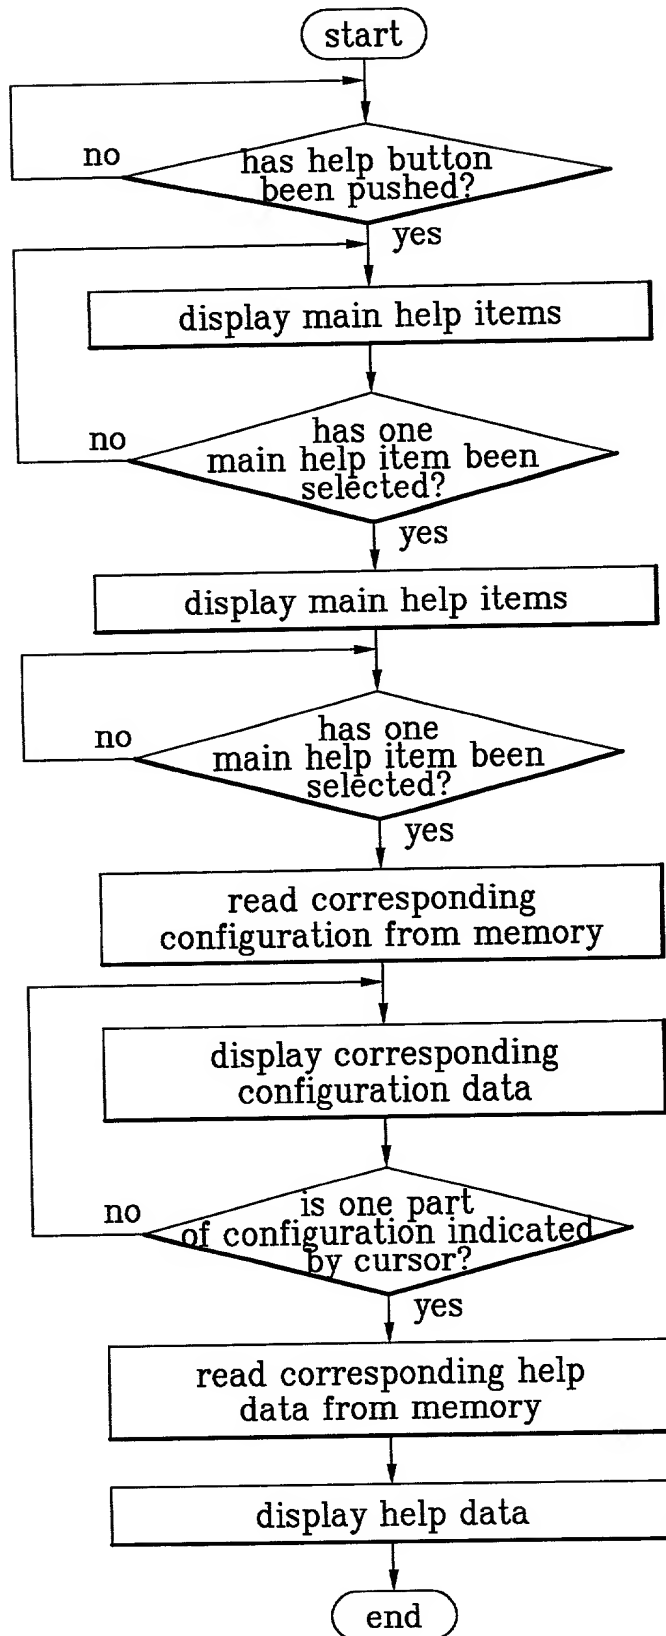 start
no
has help button
been pushed?
yes
display main help items
no
has one
main help item been
selected?
yes
display main help items
no
has one
main help item been
selected?
yes
read corresponding
configuration from memory
display corresponding
configuration data
no
is one part
of configuration indicated
by cursor?
yes
read corresponding help
data from memory
display help data
end